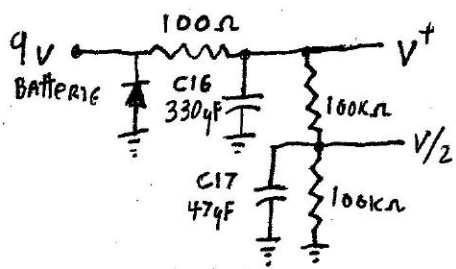 100Ω
9V
BAttERIE
V+
C16
330µF
100KΩ
V/2
C17
47µF
100KΩ